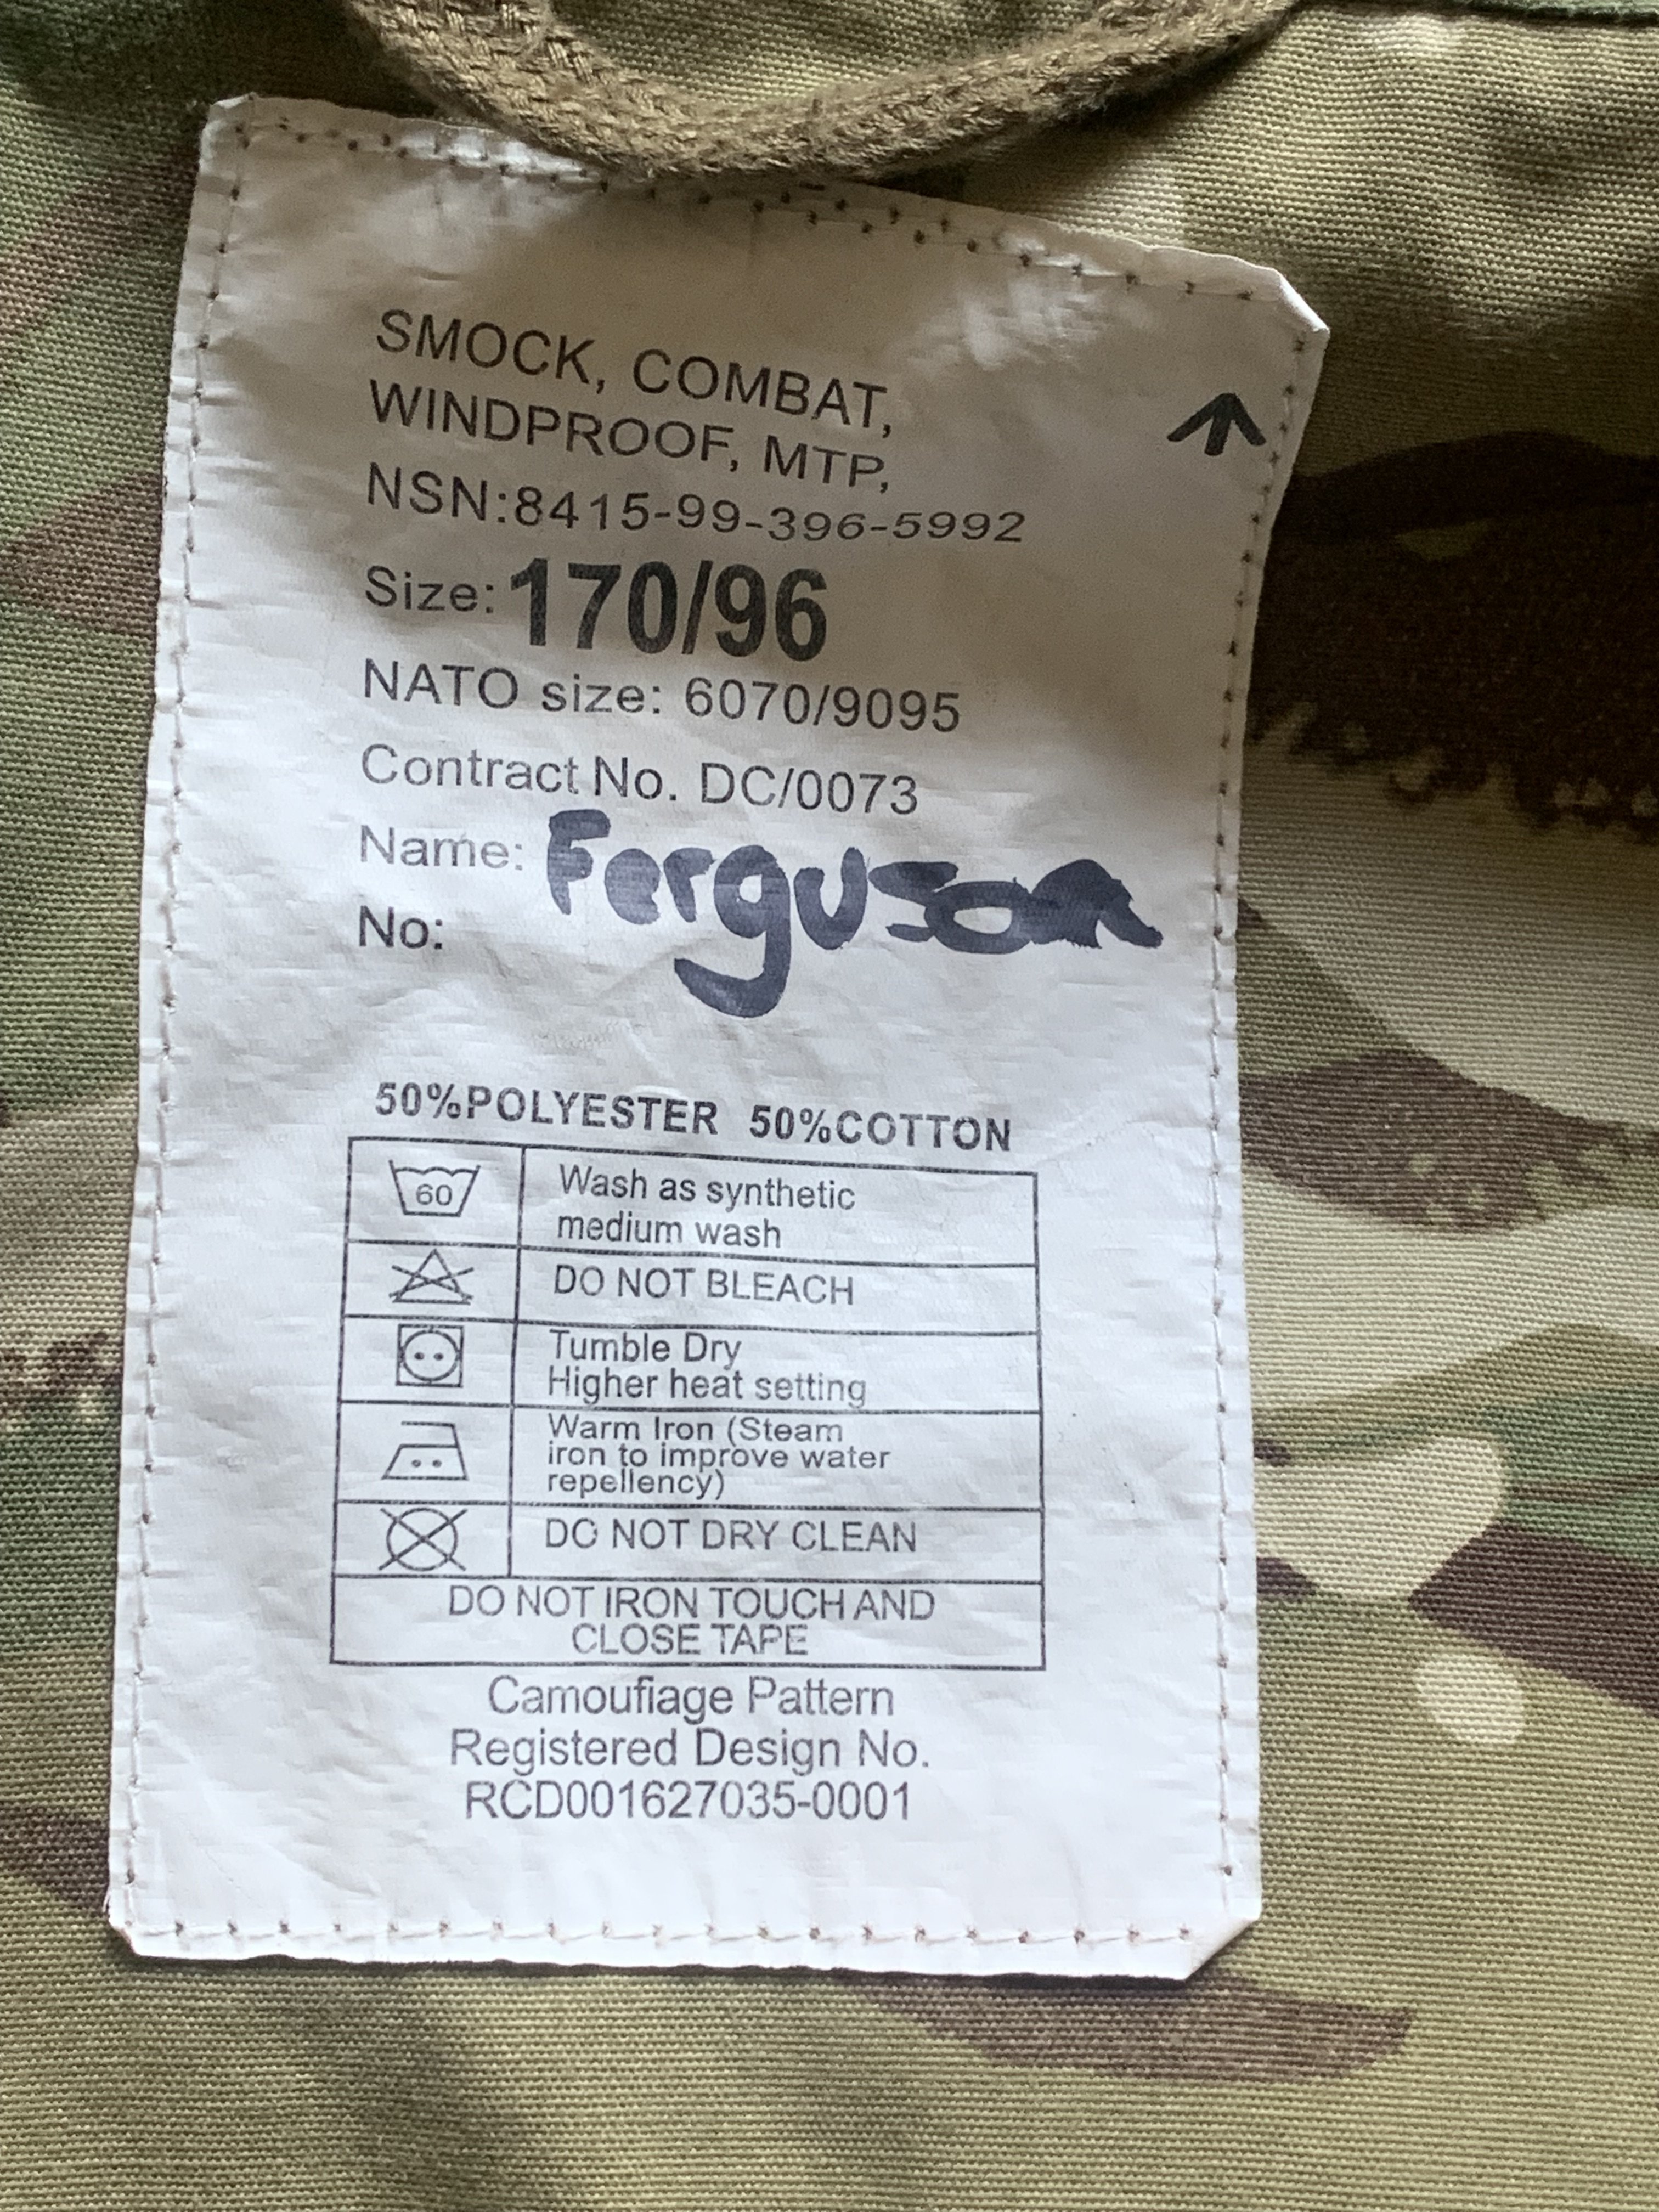 SMOCK, COMBAT,
WINDPROOF, MTP,
NSN:8415-99-396-5992
Size: 170/96
NATO size: 6070/9095
Contract No. DC/0073
Name: Ferguson
No:
50%POLYESTER 50%COTTON
60 Wash as synthetic
medium wash
DO NOT BLEACH
Tumble Dry
Higher heat setting
Warm Iron (Steam
iron to improve water
repellency)
DO NOT DRY CLEAN
DO NOT IRON TOUCH AND
CLOSE TAPE
Camoufiage Pattern
Registered Design No.
RCD001627035-0001